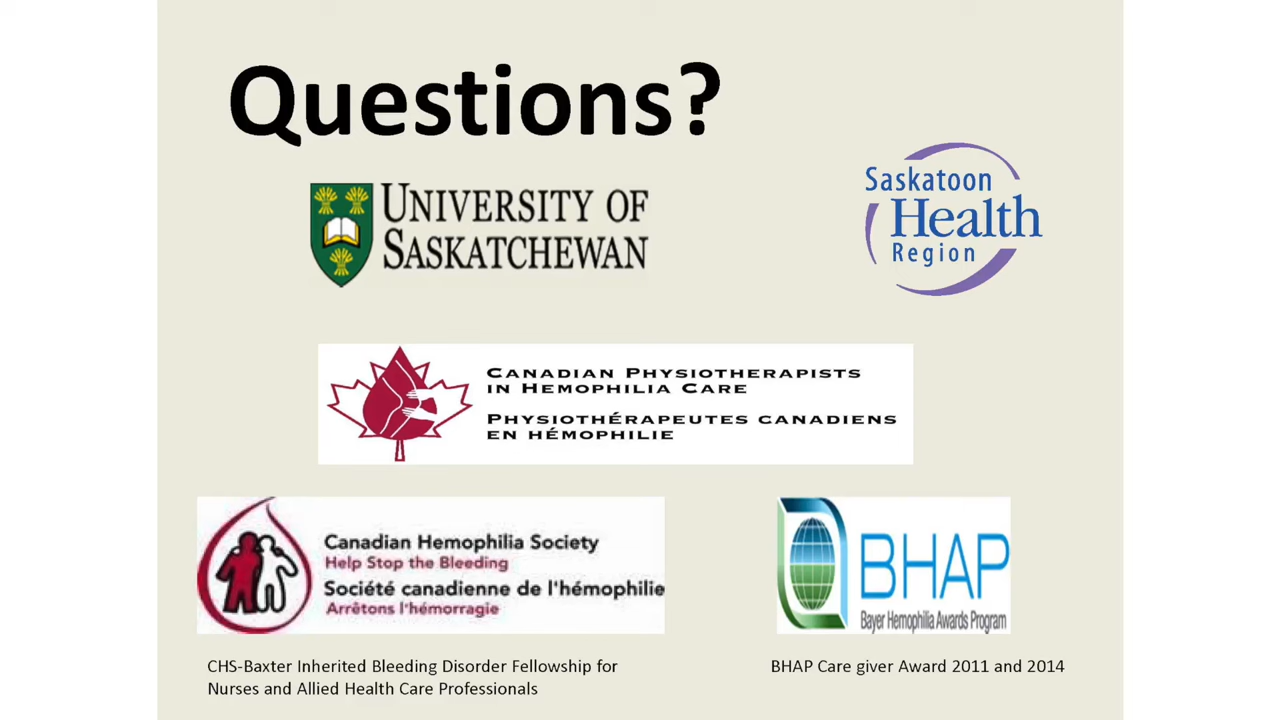 Questions?
UNIVERSITY OF
SASKATCHEWAN
Saskatoon
Health
Region
CANADIAN PHYSIOTHERAPISTS
IN HEMOPHILIA CARE
PHYSIOTHÉRAPEUTES CANADIENS
EN HÉMOPHILIE
Canadian Hemophilia Society
Help Stop the Bleeding
Société canadienne de l'hémophilie
Arrêtons l'hémorragie
BHAP
Bayer Hemophilia Awards Program
CHS-Baxter Inherited Bleeding Disorder Fellowship for
Nurses and Allied Health Care Professionals
BHAP Care giver Award 2011 and 2014